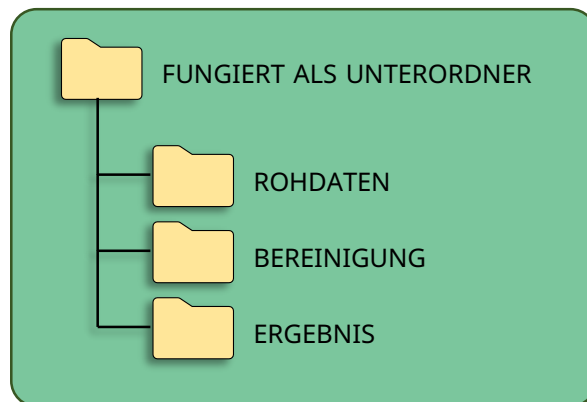 FUNGIERT ALS UNTERORDNER
ROHDATEN
BEREINIGUNG
ERGEBNIS